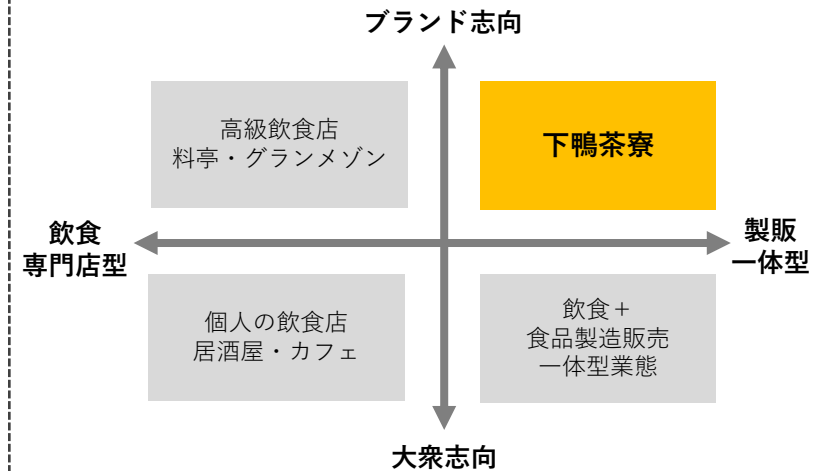 ブランド志向
高級飲食店
料亭・グランメゾン
下鴨茶寮
飲食
専門店型
製販
一体型
個人の飲食店
居酒屋・カフェ
飲食＋
食品製造販売
一体型業態
大衆志向